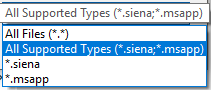 All Supported Types (*.siena;*.msapp)
All Files (*.*)
All Supported Types (*.siena;*.msapp)
*.siena
*.msapp